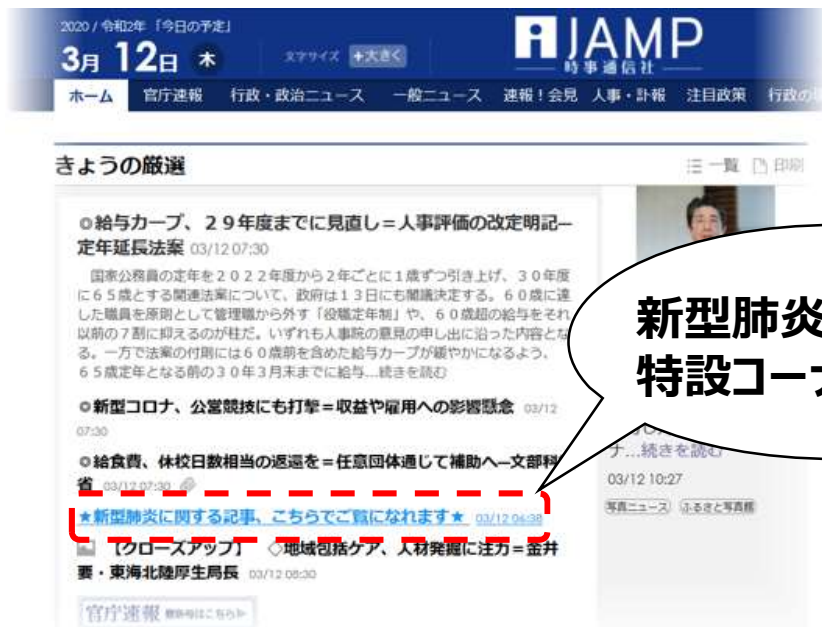 2020 / 令和2年 「今日の予定」
3月 12日 木
文字サイズ +大きく
iJAMP
時事通信社
ホーム 官庁速報 行政・政治ニュース 一般ニュース 速報！会見 人事・訃報 注目政策 行政の
きょうの厳選
一覧 印刷
◎給与カーブ、２９年度までに見直し＝人事評価の改定明記―
定年延長法案 03/12 07:30
国家公務員の定年を２０２２年度から２年ごとに１歳ずつ引き上げ、３０年度
に６５歳とする関連法案について、政府は１３日にも閣議決定する。６０歳に達
した職員を原則として管理職から外す「役職定年制」や、６０歳超の給与をそれ
以前の７割に抑えるのが柱だ。いずれも人事院の意見の申し出に沿った内容とな
る。一方で法案の付則には６０歳前を含めた給与カーブが緩やかになるよう、
６５歳定年となる前の３０年３月末までに給与...続きを読む
◎新型コロナ、公営競技にも打撃＝収益や雇用への影響懸念 03/12
07:30
◎給食費、休校日数相当の返還を＝任意団体通じて補助へ―文部科
省 03/12 07:30
★新型肺炎に関する記事、こちらでご覧になれます★ 03/12 06:38
【クローズアップ】 ◇地域包括ケア、人材発掘に注力＝金井
要・東海北陸厚生局長 03/12 08:30
官庁速報 最新号はこちら
新型肺炎
特設コーナ
ナ...続きを読む
03/12 10:27
写真ニュース ふるさと写真館